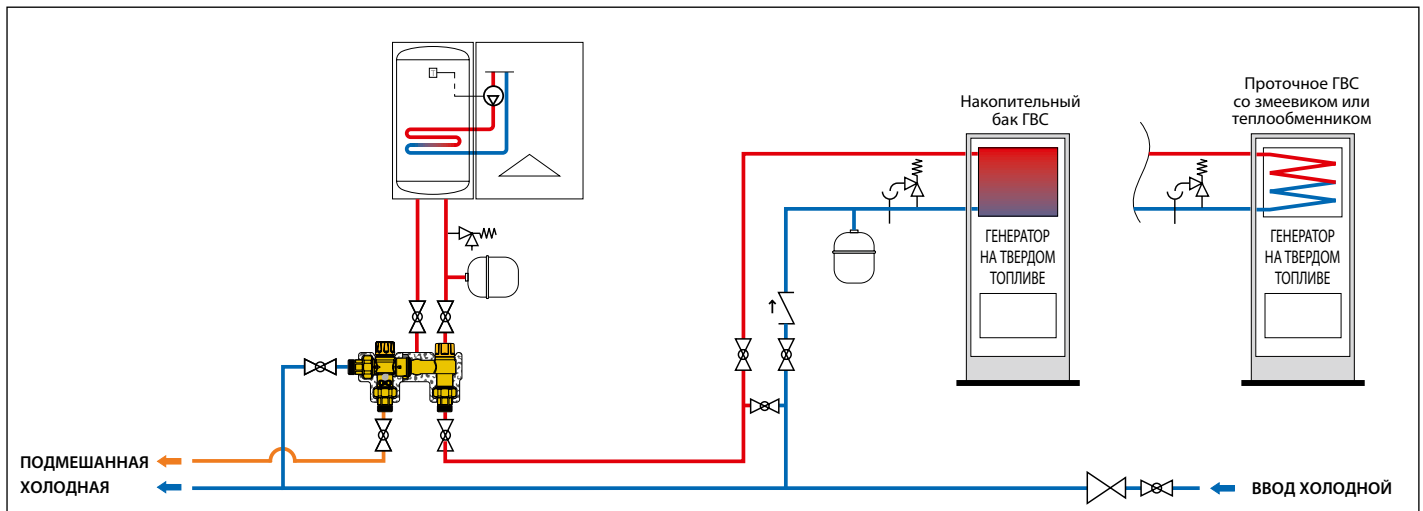 Накопительный
бак ГВС
Проточное ГВС
со змеевиком или
теплообменником
T
ГЕНЕРАТОР
НА ТВЕРДОМ
ТОПЛИВЕ
ГЕНЕРАТОР
НА ТВЕРДОМ
ТОПЛИВЕ
ПОДМЕШАННАЯ
ХОЛОДНАЯ
ВВОД ХОЛОДНОЙ